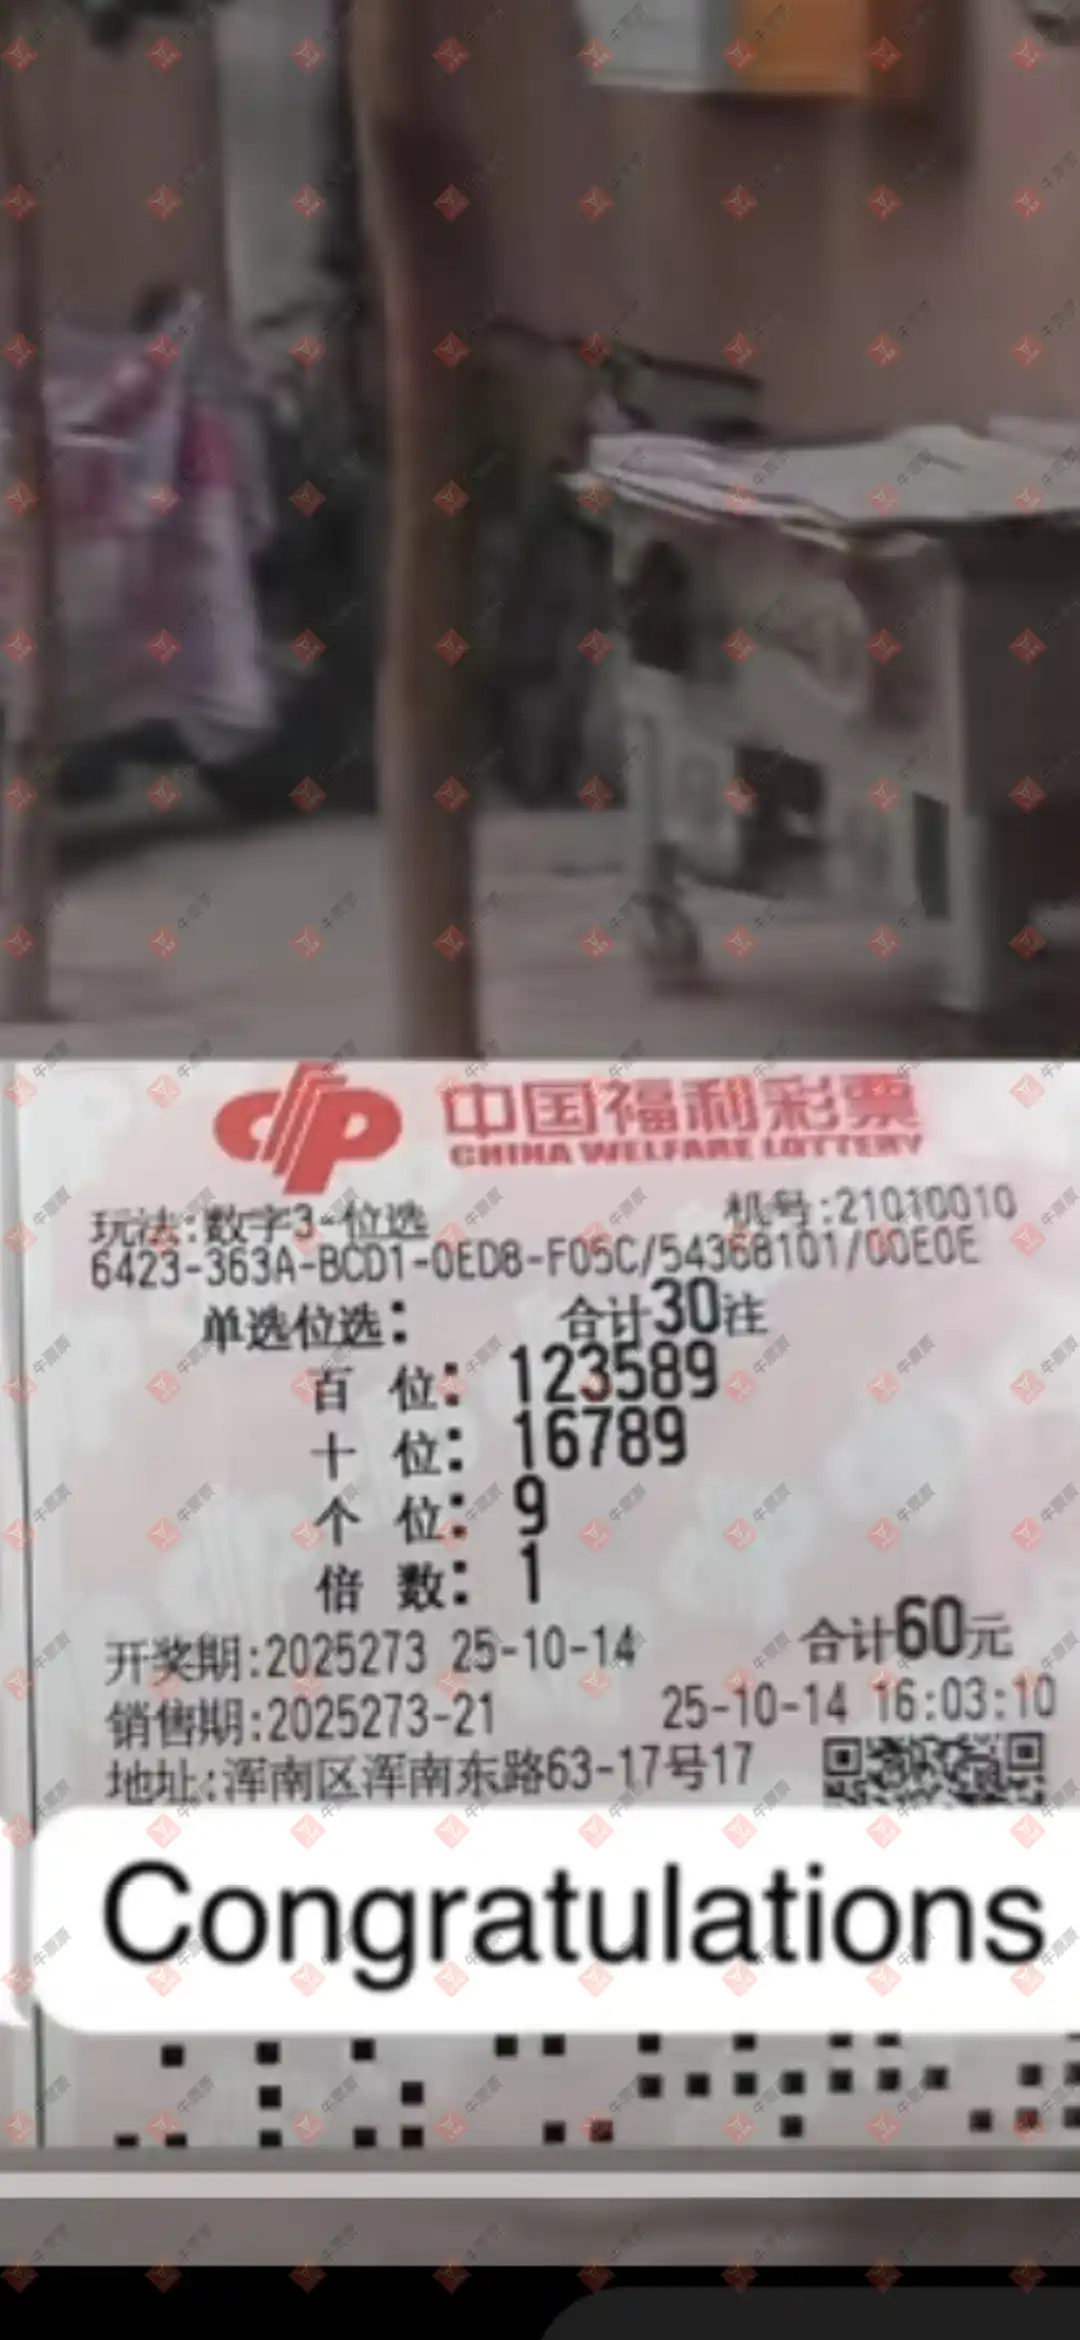 中国福利彩票
CHINA WELFARE LOTTERY
玩法:数字3-位选 机号:21010010
6423-363A-BCD1-0ED8-F05C/54368101/00E0E
单选位选: 合计30注
百 位: 123589
十 位: 16789
个 位: 9
倍 数: 1
合计60元
开奖期:2025273 25-10-14
销售期:2025273-21 25-10-14 16:03:10
地址:浑南区浑南东路63-17号17
Congratulations